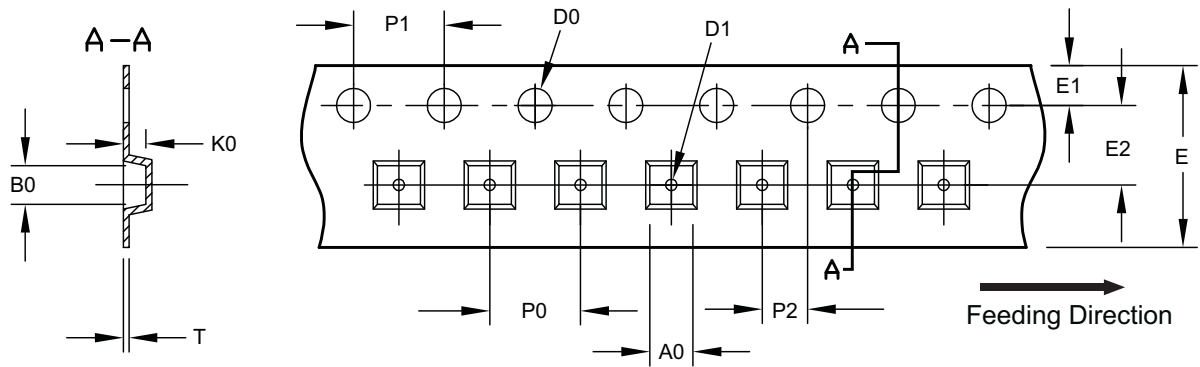 A-A
P1
D0
D1
A
E1
K0
E2
E
B0
A
P0
P2
T
A0
Feeding Direction